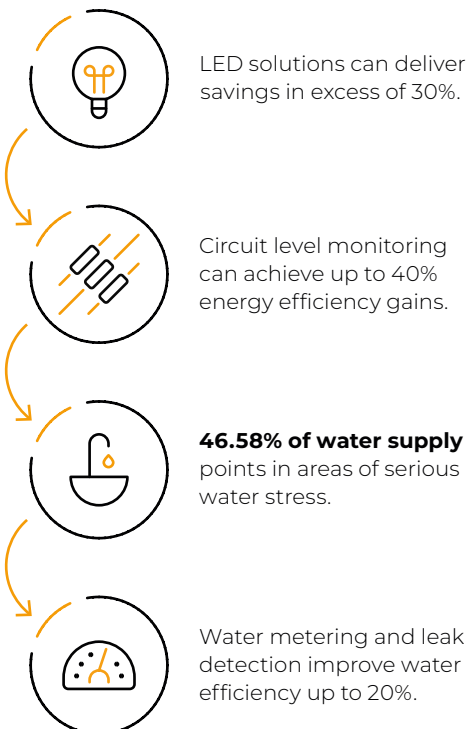 LED solutions can deliver
savings in excess of 30%.
Circuit level monitoring
can achieve up to 40%
energy efficiency gains.
46.58% of water supply
points in areas of serious
water stress.
Water metering and leak
detection improve water
efficiency up to 20%.